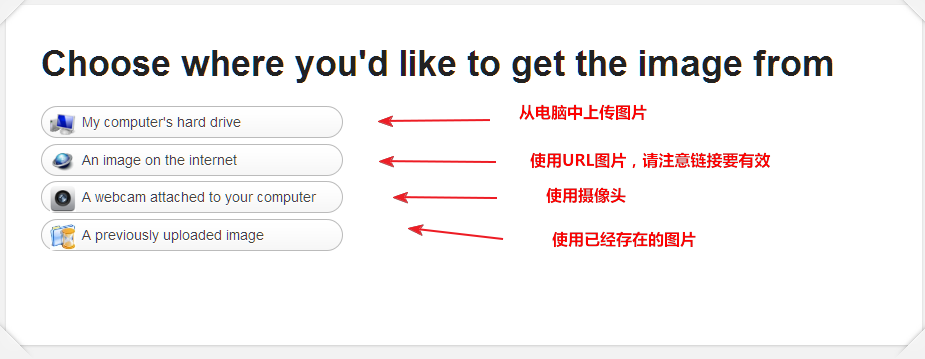 Choose where you'd like to get the image from
My computer's hard drive
从电脑中上传图片
An image on the internet
使用URL图片，请注意链接要有效
A webcam attached to your computer
使用摄像头
A previously uploaded image
使用已经存在的图片